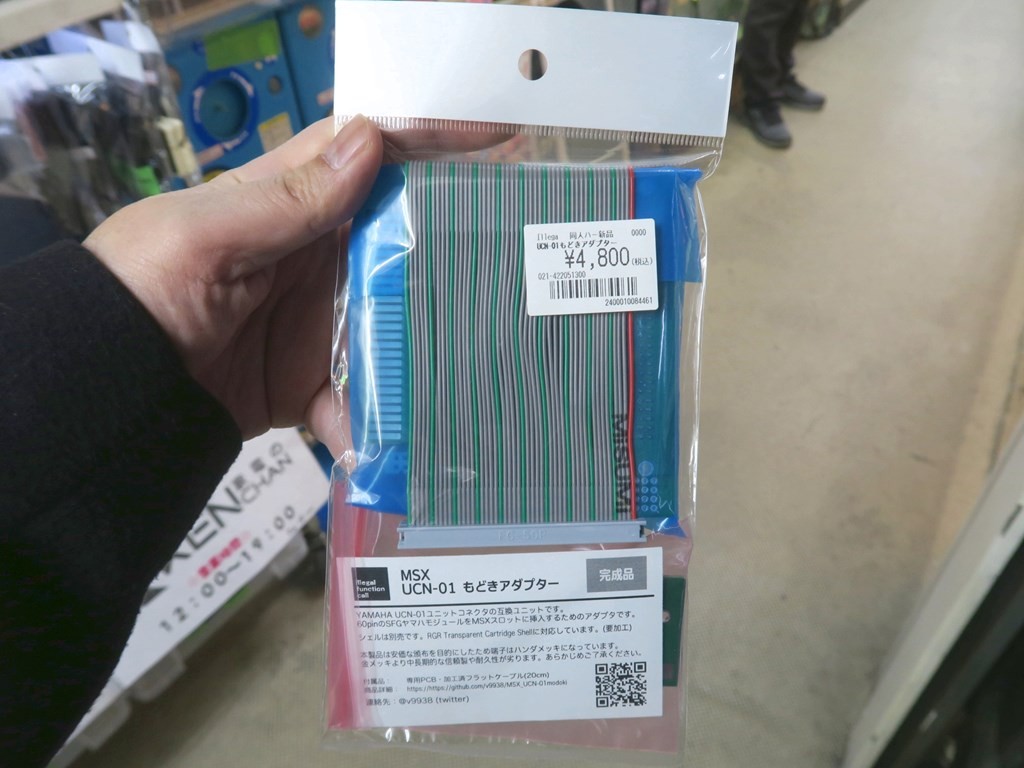 Illega 同人ハー新品 0000
UCN-01もどきアダプター
¥4,800(税込)
021-422051300
2400010084461
MISUMI
illegal function call
MSX
UCN-01 もどきアダプター
完成品
YAMAHA UCN-01ユニットコネクタの互換ユニットです。
60pinのSFGヤマハモジュールをMSXスロットに挿入するためのアダプタです。
シェルは別売です。RGR Transparent Cartridge Shellに対応しています。(要加工)
本製品は安価な頒布を目的にしたため端子はハンダメッキになっています。
金メッキより中長期的な信頼製や耐久性が劣ります。あらかじめご了承ください。
付属品： 専用PCB・加工済フラットケーブル(20cm)
商品詳細： https://https://github.com/v9938/MSX_UCN-01modoki
連絡先：@v9938 (twitter)
KEN
CHAN
12:00~19:00